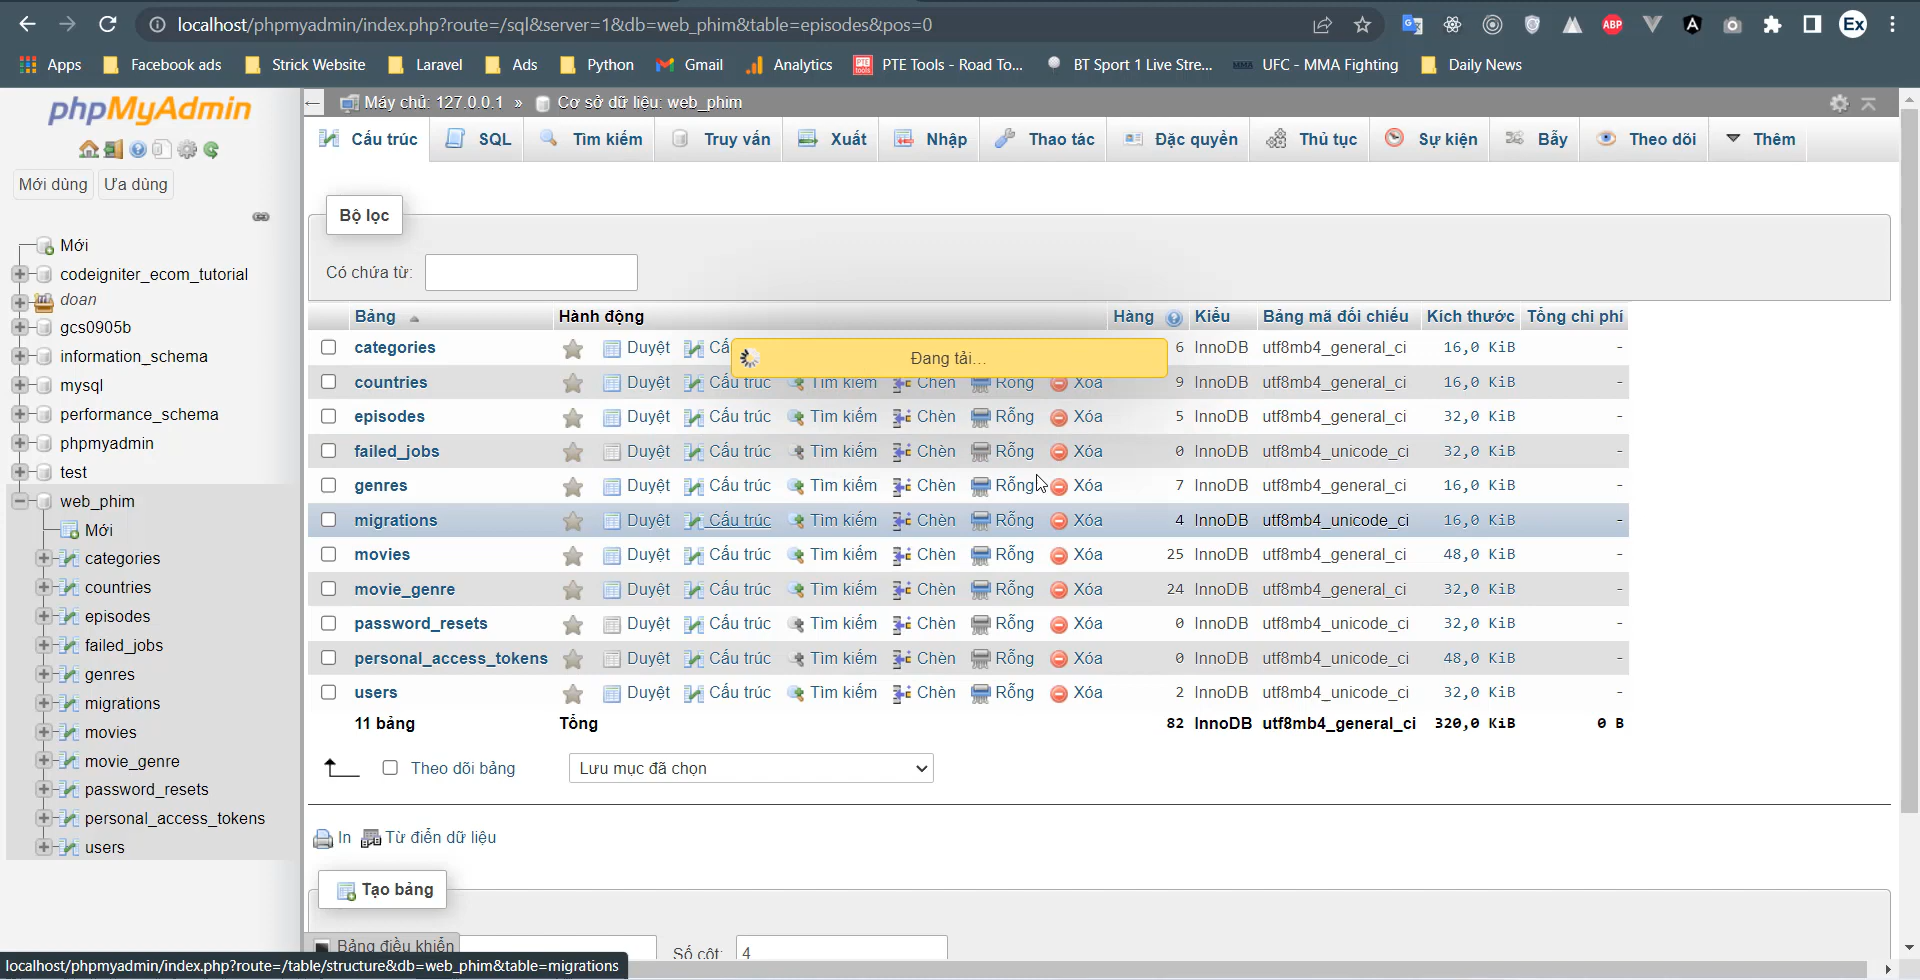 localhost/phpmyadmin/index.php?route=/sql&server=1&db=web_phim&table=episodes&pos=0
ABP
Ex
Apps Facebook ads Strick Website Laravel Ads Python Gmail Analytics PTE Tools - Road To... BT Sport 1 Live Stre... UFC - MMA Fighting Daily News
phpMyAdmin
Mới dùng Ưa dùng
Mới
codeigniter_ecom_tutorial
doan
gcs0905b
information_schema
mysql
performance_schema
phpmyadmin
test
web_phim
Mới
categories
countries
episodes
failed_jobs
genres
migrations
movies
movie_genre
password_resets
personal_access_tokens
users
Máy chủ: 127.0.0.1 » Cơ sở dữ liệu: web_phim
Cấu trúc SQL Tìm kiếm Truy vấn Xuất Nhập Thao tác Đặc quyền Thủ tục Sự kiện Bẫy Theo dõi Thêm
Bộ lọc
Có chứa từ:
Bảng Hành động Hàng Kiểu Bảng mã đối chiếu Kích thước Tổng chi phí
categories Duyệt Cấ 6 InnoDB utf8mb4_general_ci 16,0 KiB -
Đang tải...
countries Duyệt Cấu trúc Tìm kiếm Chèn Rỗng Xóa 9 InnoDB utf8mb4_general_ci 16,0 KiB -
episodes Duyệt Cấu trúc Tìm kiếm Chèn Rỗng Xóa 5 InnoDB utf8mb4_general_ci 32,0 KiB -
failed_jobs Duyệt Cấu trúc Tìm kiếm Chèn Rỗng Xóa 0 InnoDB utf8mb4_unicode_ci 32,0 KiB -
genres Duyệt Cấu trúc Tìm kiếm Chèn Rỗng Xóa 7 InnoDB utf8mb4_general_ci 16,0 KiB -
migrations Duyệt Cấu trúc Tìm kiếm Chèn Rỗng Xóa 4 InnoDB utf8mb4_unicode_ci 16,0 KiB -
movies Duyệt Cấu trúc Tìm kiếm Chèn Rỗng Xóa 25 InnoDB utf8mb4_general_ci 48,0 KiB -
movie_genre Duyệt Cấu trúc Tìm kiếm Chèn Rỗng Xóa 24 InnoDB utf8mb4_general_ci 32,0 KiB -
password_resets Duyệt Cấu trúc Tìm kiếm Chèn Rỗng Xóa 0 InnoDB utf8mb4_unicode_ci 32,0 KiB -
personal_access_tokens Duyệt Cấu trúc Tìm kiếm Chèn Rỗng Xóa 0 InnoDB utf8mb4_unicode_ci 48,0 KiB -
users Duyệt Cấu trúc Tìm kiếm Chèn Rỗng Xóa 2 InnoDB utf8mb4_unicode_ci 32,0 KiB -
11 bảng Tổng 82 InnoDB utf8mb4_general_ci 320,0 KiB 0 B
Theo dõi bảng Lưu mục đã chọn
In Từ điển dữ liệu
Tạo bảng
Bảng điều khiển Số cột: 4
localhost/phpmyadmin/index.php?route=/table/structure&db=web_phim&table=migrations